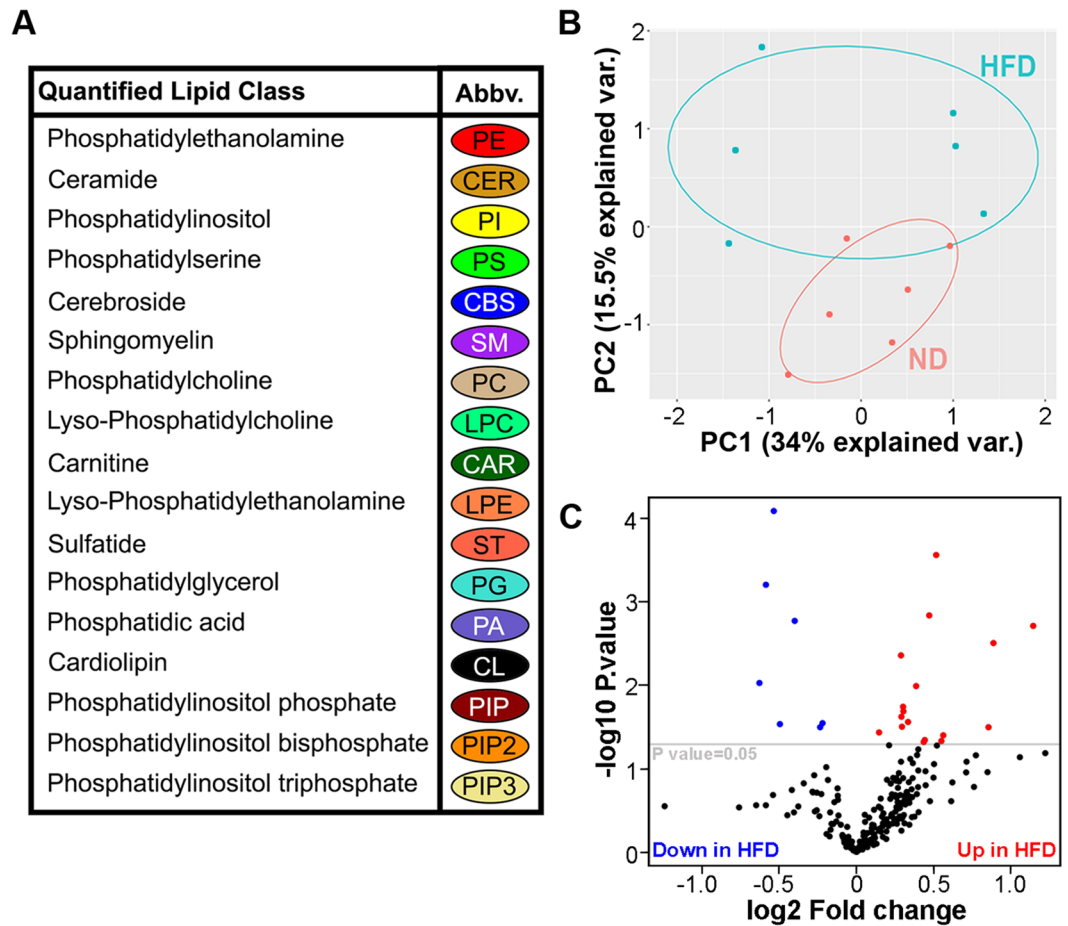 A
Quantified Lipid Class Abbv.
Phosphatidylethanolamine PE
Ceramide CER
Phosphatidylinositol PI
Phosphatidylserine PS
Cerebroside CBS
Sphingomyelin SM
Phosphatidylcholine PC
Lyso-Phosphatidylcholine LPC
Carnitine CAR
Lyso-Phosphatidylethanolamine LPE
Sulfatide ST
Phosphatidylglycerol PG
Phosphatidic acid PA
Cardiolipin CL
Phosphatidylinositol phosphate PIP
Phosphatidylinositol bisphosphate PIP2
Phosphatidylinositol triphosphate PIP3
B
PC2 (15.5% explained var.)
2
1
0
-1
HFD
ND
-2 -1 0 1 2
PC1 (34% explained var.)
C
-log10 P.value
4
3
2
1
0
P value=0.05
Down in HFD Up in HFD
-1.0 -0.5 0 0.5 1.0
log2 Fold change